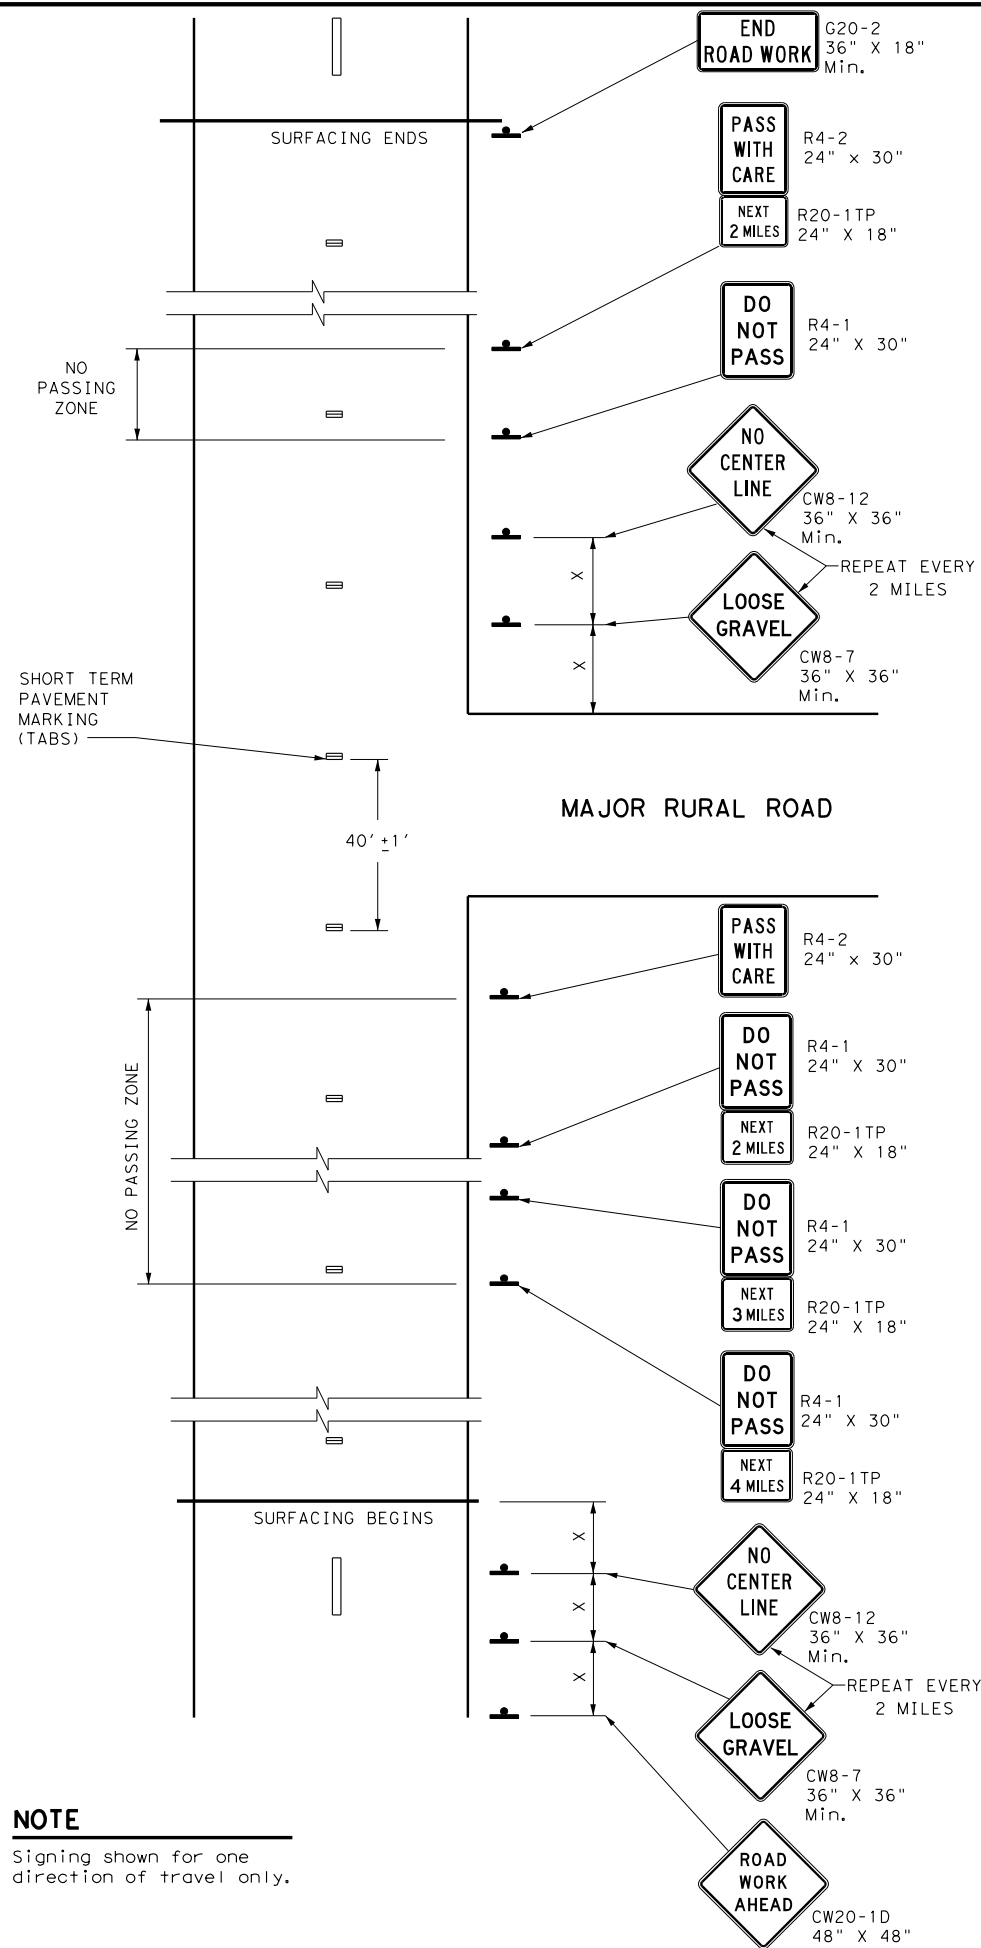 END
ROAD WORK
G20-2
36" X 18"
Min.
SURFACING ENDS
PASS
WITH
CARE
R4-2
24" x 30"
NEXT
2 MILES
R20-1TP
24" X 18"
DO
NOT
PASS
R4-1
24" X 30"
NO
PASSING
ZONE
NO
CENTER
LINE
CW8-12
36" X 36"
Min.
REPEAT EVERY
2 MILES
X
LOOSE
GRAVEL
CW8-7
36" X 36"
Min.
X
SHORT TERM
PAVEMENT
MARKING
(TABS)
MAJOR RURAL ROAD
40' ±1'
PASS
WITH
CARE
R4-2
24" x 30"
DO
NOT
PASS
R4-1
24" X 30"
NEXT
2 MILES
R20-1TP
24" X 18"
NO PASSING ZONE
DO
NOT
PASS
R4-1
24" X 30"
NEXT
3 MILES
R20-1TP
24" X 18"
DO
NOT
PASS
R4-1
24" X 30"
NEXT
4 MILES
R20-1TP
24" X 18"
SURFACING BEGINS
X
NO
CENTER
LINE
CW8-12
36" X 36"
Min.
X
REPEAT EVERY
2 MILES
X
LOOSE
GRAVEL
CW8-7
36" X 36"
Min.
NOTE
Signing shown for one
direction of travel only.
ROAD
WORK
AHEAD
CW20-1D
48" X 48"